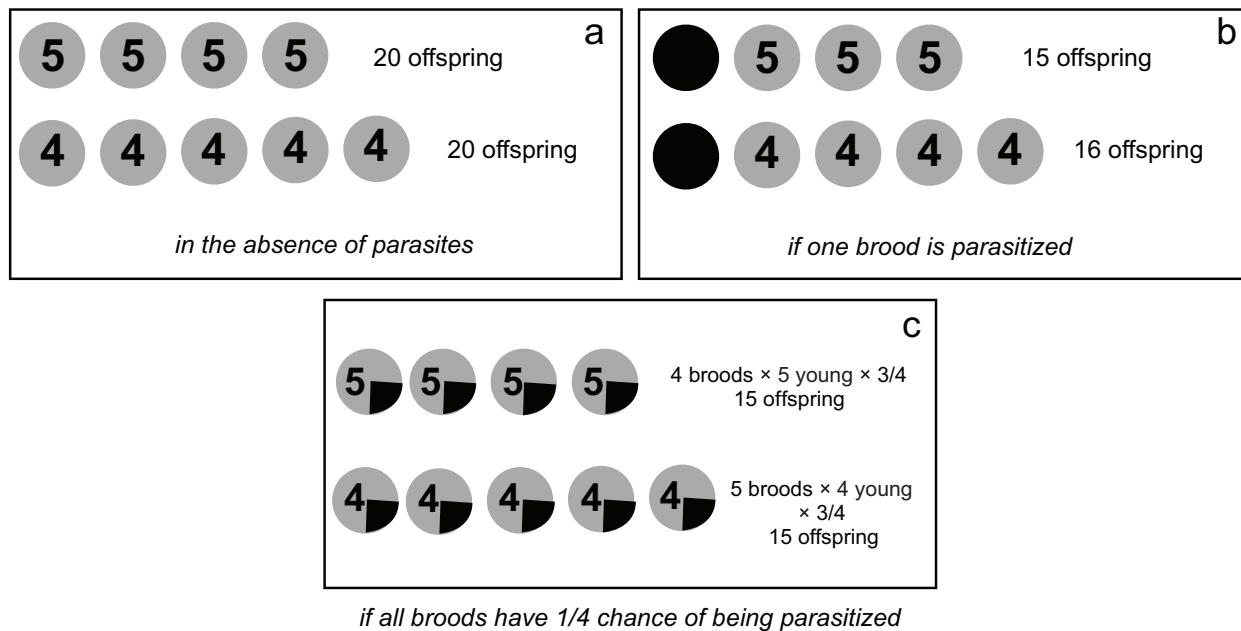 a
5 5 5 5 20 offspring
4 4 4 4 4 20 offspring
in the absence of parasites
b
5 5 5 15 offspring
4 4 4 4 16 offspring
if one brood is parasitized
c
5 5 5 5 4 broods × 5 young × 3/4
15 offspring
4 4 4 4 4 5 broods × 4 young
× 3/4
15 offspring
if all broods have 1/4 chance of being parasitized